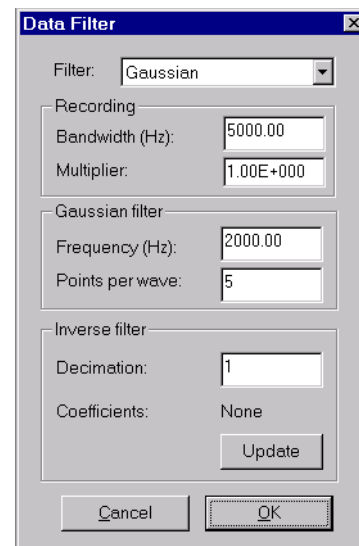 Data Filter
Filter: Gaussian
Recording
Bandwidth (Hz): 5000.00
Multiplier: 1.00E+000
Gaussian filter
Frequency (Hz): 2000.00
Points per wave: 5
Inverse filter
Decimation: 1
Coefficients: None
Update
Cancel OK